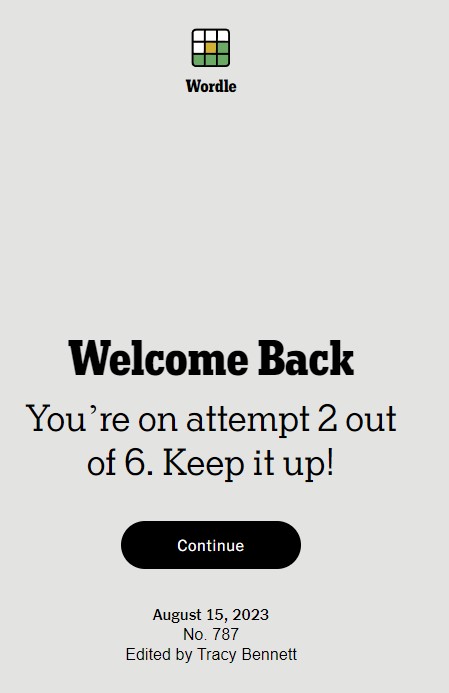 Wordle
Welcome Back
You’re on attempt 2 out
of 6. Keep it up!
Continue
August 15, 2023
No. 787
Edited by Tracy Bennett